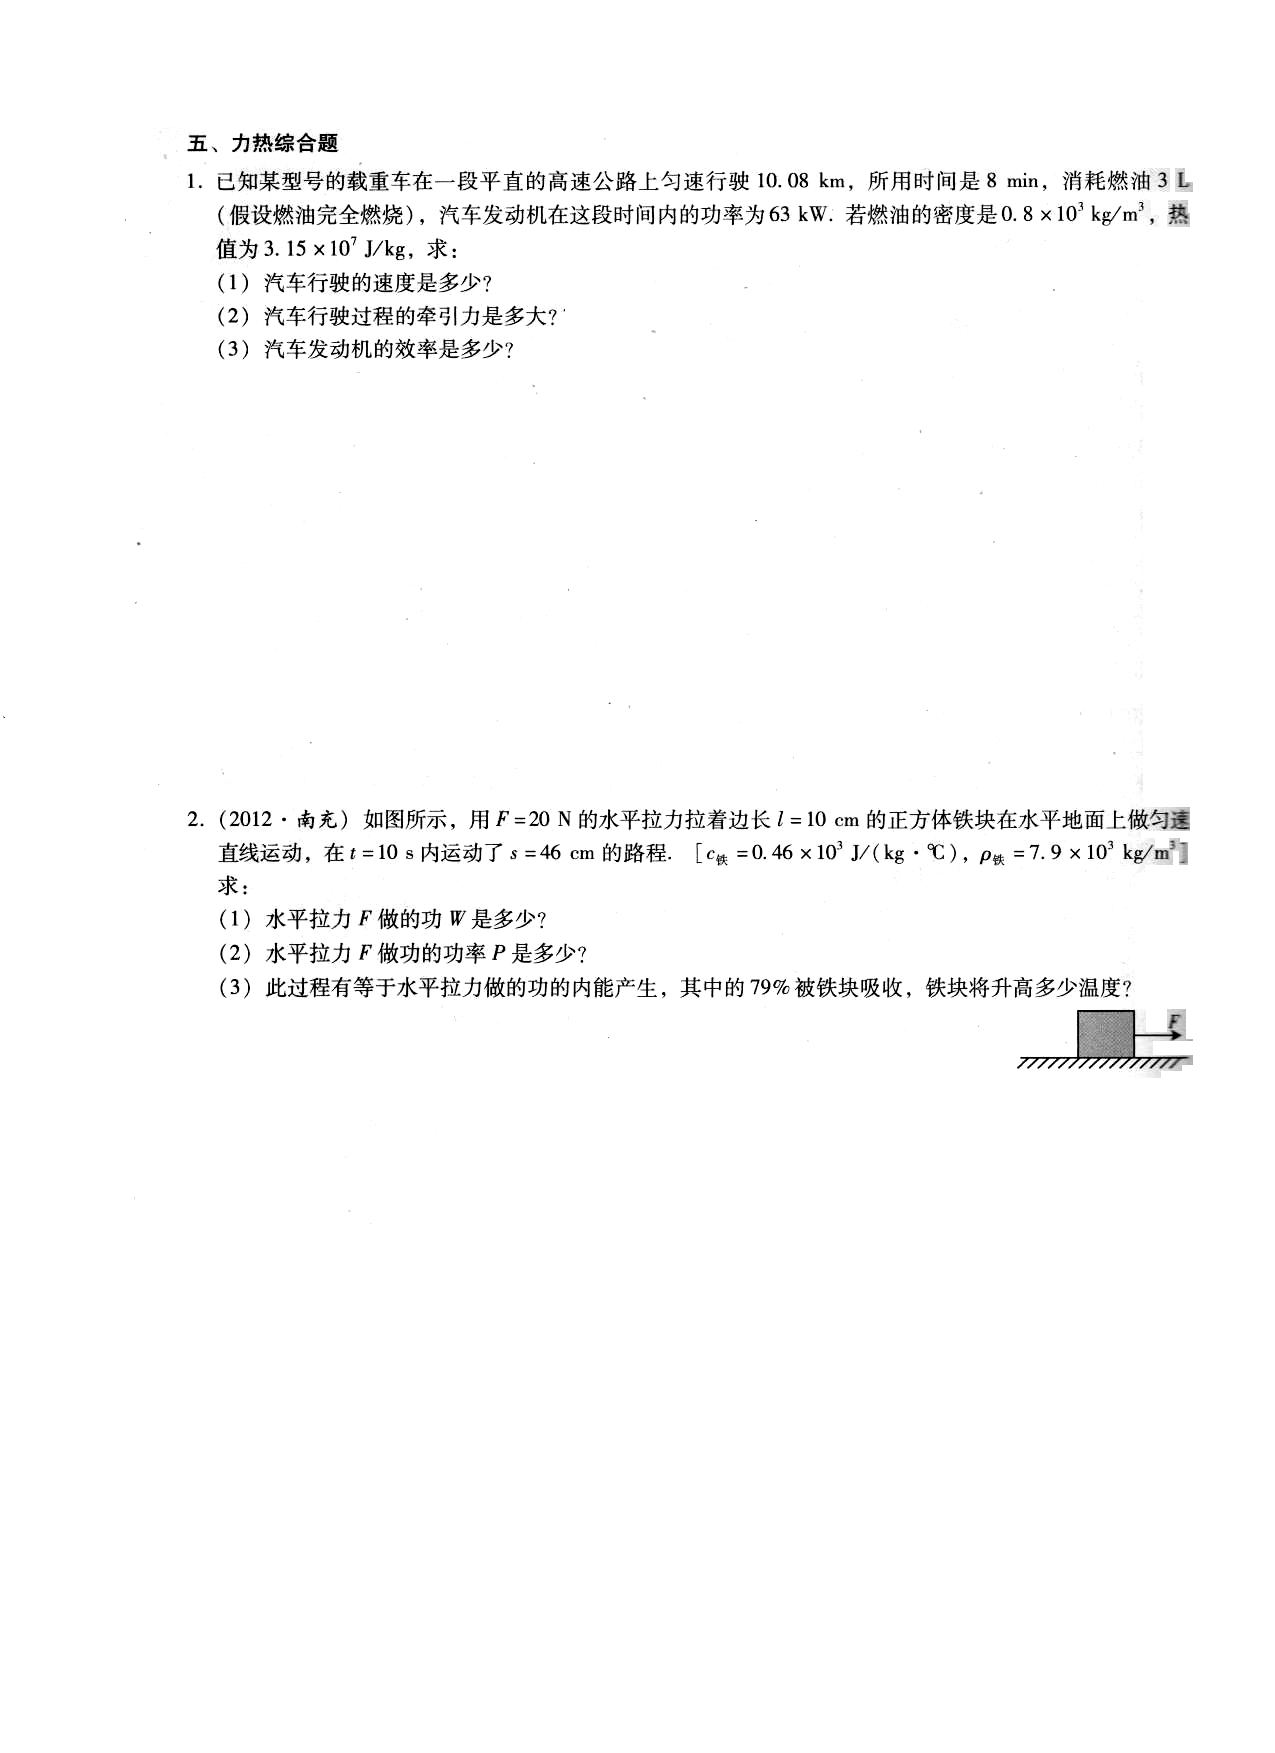 五、力热综合题
1. 已知某型号的载重车在一段平直的高速公路上匀速行驶 10.08 km，所用时间是 8 min，消耗燃油 3 L
（假设燃油完全燃烧），汽车发动机在这段时间内的功率为 63 kW. 若燃油的密度是 0.8 × 10³ kg/m³，热
值为 3.15 × 10⁷ J/kg，求：
（1）汽车行驶的速度是多少？
（2）汽车行驶过程的牵引力是多大？
（3）汽车发动机的效率是多少？
2.（2012·南充）如图所示，用 F = 20 N 的水平拉力拉着边长 l = 10 cm 的正方体铁块在水平地面上做匀速
直线运动，在 t = 10 s 内运动了 s = 46 cm 的路程. ［c铁 = 0.46 × 10³ J/(kg·℃)，ρ铁 = 7.9 × 10³ kg/m³］
求：
（1）水平拉力 F 做的功 W 是多少？
（2）水平拉力 F 做功的功率 P 是多少？
（3）此过程有等于水平拉力做的功的内能产生，其中的 79% 被铁块吸收，铁块将升高多少温度？
F